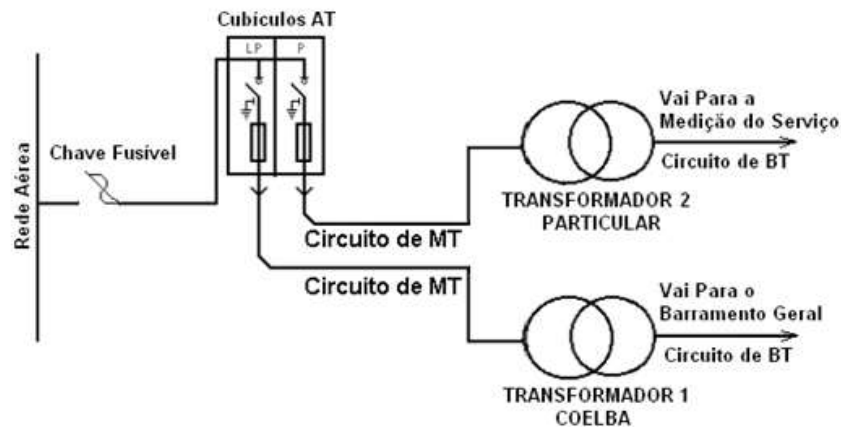 Cubículos AT
LP P
Rede Aérea
Chave Fusível
Vai Para a
Medição do Serviço
Circuito de BT
TRANSFORMADOR 2
PARTICULAR
Circuito de MT
Circuito de MT
Vai Para o
Barramento Geral
Circuito de BT
TRANSFORMADOR 1
COELBA